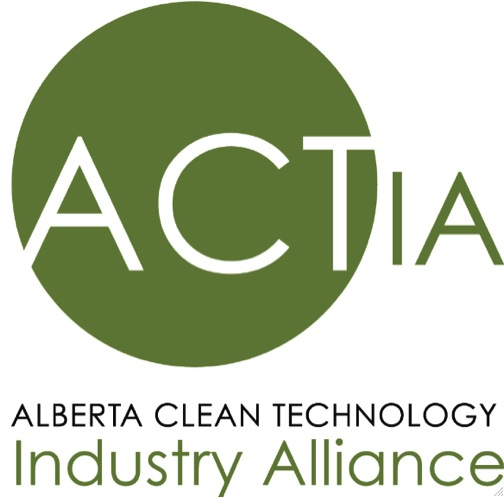 ACTIA
ALBERTA CLEAN TECHNOLOGY
Industry Alliance